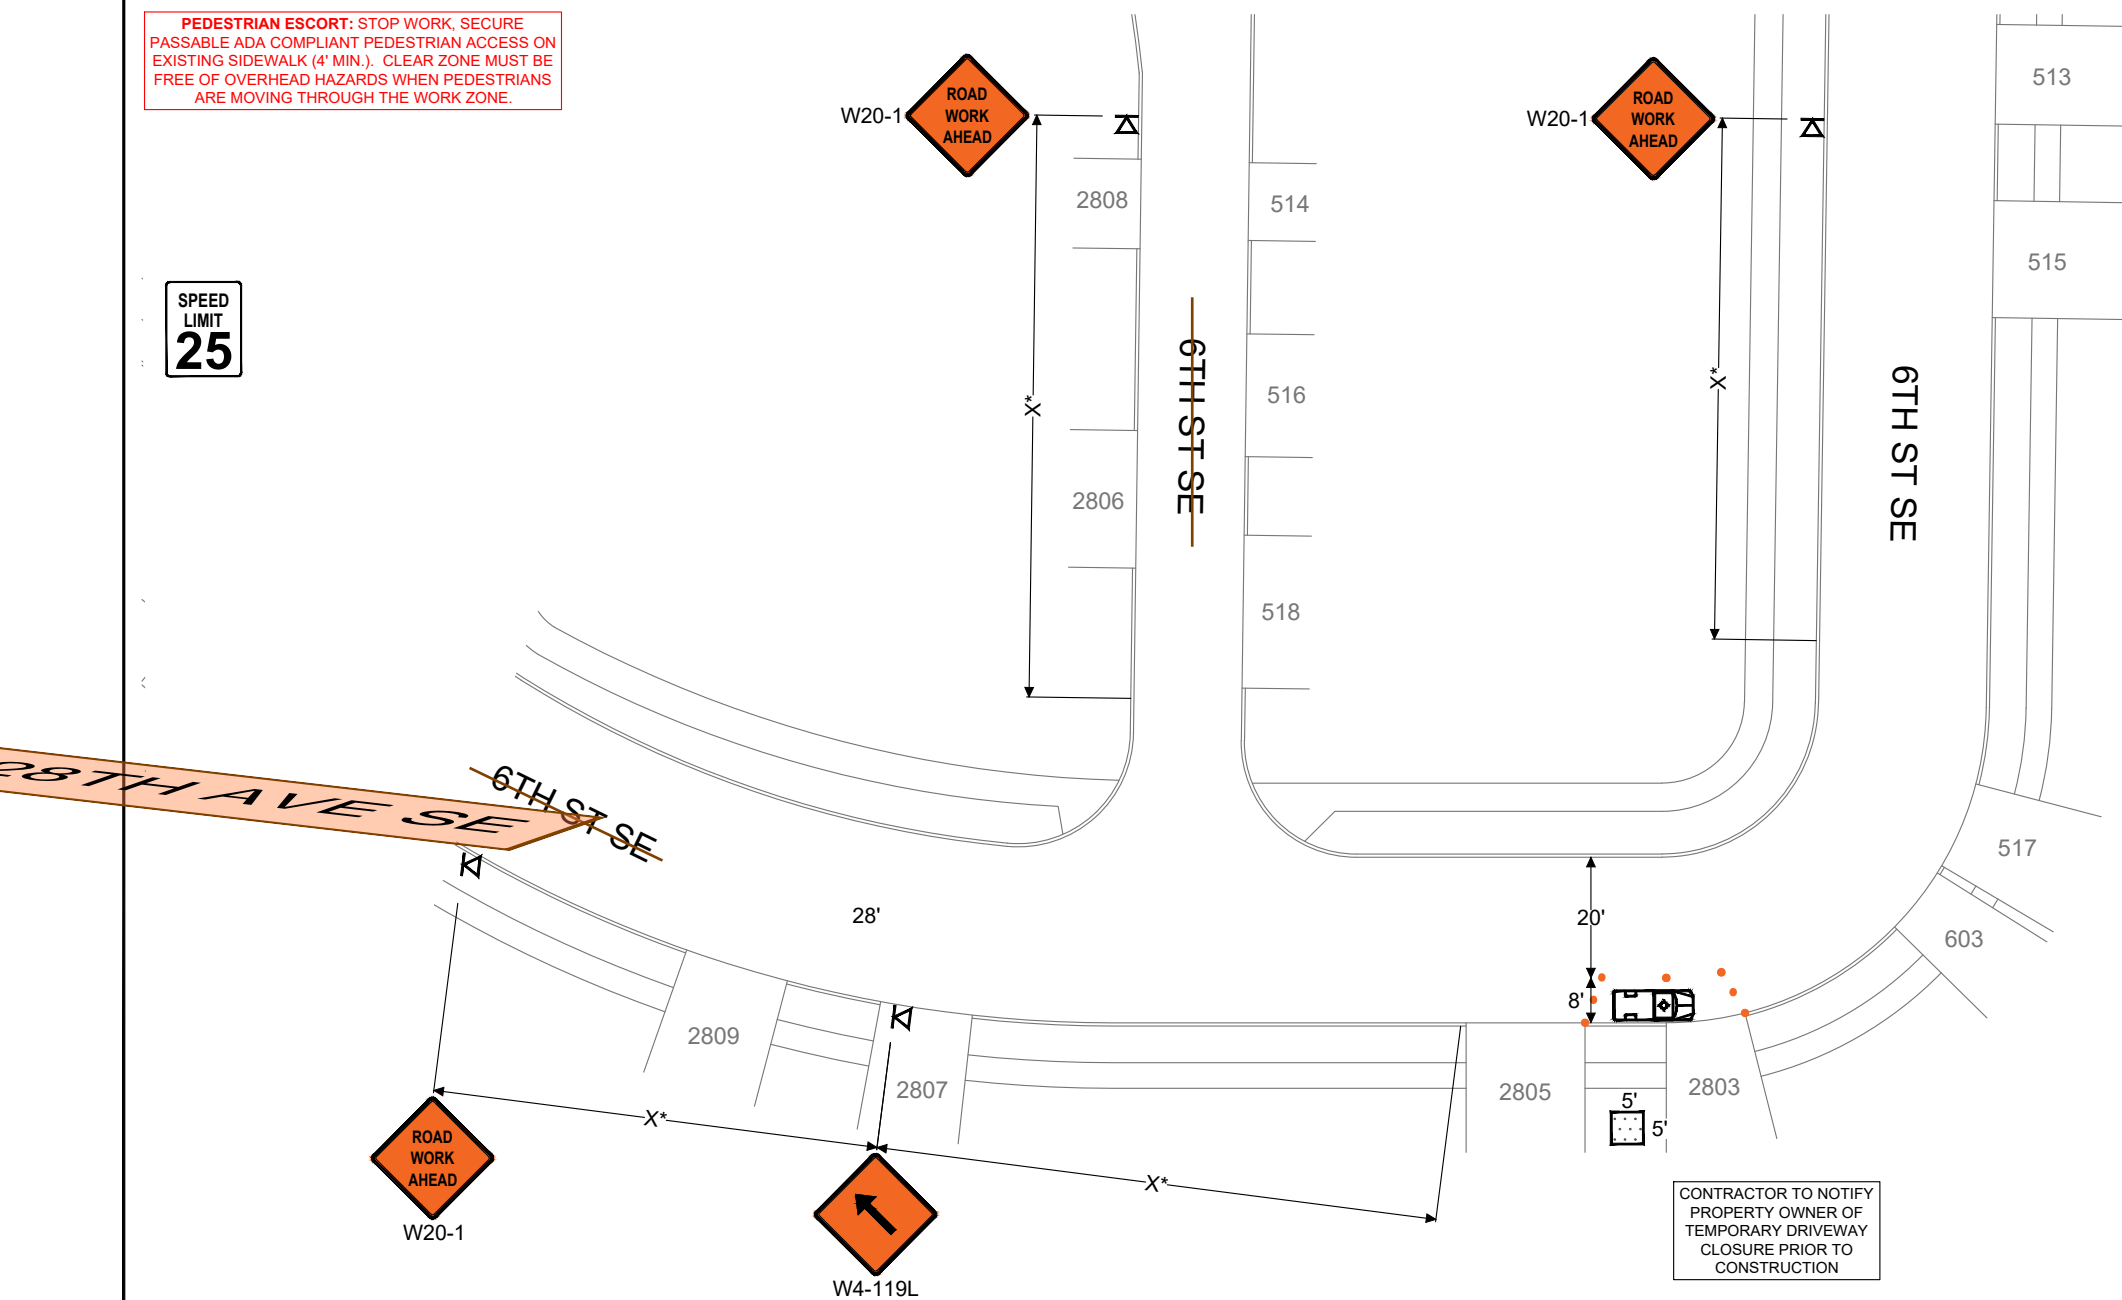 PEDESTRIAN ESCORT: STOP WORK, SECURE
PASSABLE ADA COMPLIANT PEDESTRIAN ACCESS ON
EXISTING SIDEWALK (4' MIN.). CLEAR ZONE MUST BE
FREE OF OVERHEAD HAZARDS WHEN PEDESTRIANS
ARE MOVING THROUGH THE WORK ZONE.
W20-1
ROAD
WORK
AHEAD
W20-1
ROAD
WORK
AHEAD
513
2808
514
515
SPEED
LIMIT
25
X*
X*
6TH ST SE
6TH ST SE
516
2806
518
28TH AVE SE
6TH ST SE
517
28'
20'
603
8'
2809
2807
2805
2803
5'
5'
X*
X*
ROAD
WORK
AHEAD
W20-1
W4-119L
CONTRACTOR TO NOTIFY
PROPERTY OWNER OF
TEMPORARY DRIVEWAY
CLOSURE PRIOR TO
CONSTRUCTION